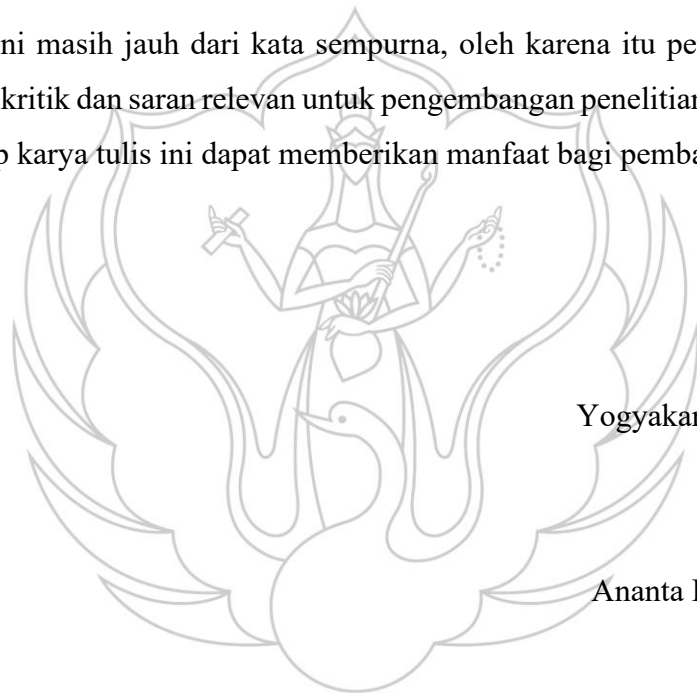 ni masih jauh dari kata sempurna, oleh karena itu pe
kritik dan saran relevan untuk pengembangan penelitian
p karya tulis ini dapat memberikan manfaat bagi pemba
Yogyakar
Ananta